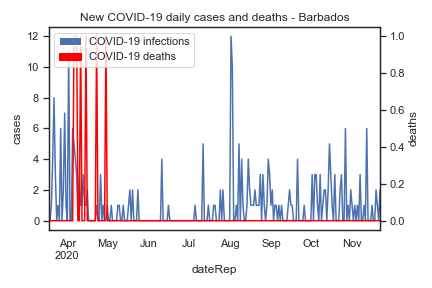 New COVID-19 daily cases and deaths - Barbados
COVID-19 infections
COVID-19 deaths
12
10
8
6
4
2
0
cases
1.0
0.8
0.6
0.4
0.2
0.0
deaths
Apr May Jun Jul Aug Sep Oct Nov
2020
dateRep